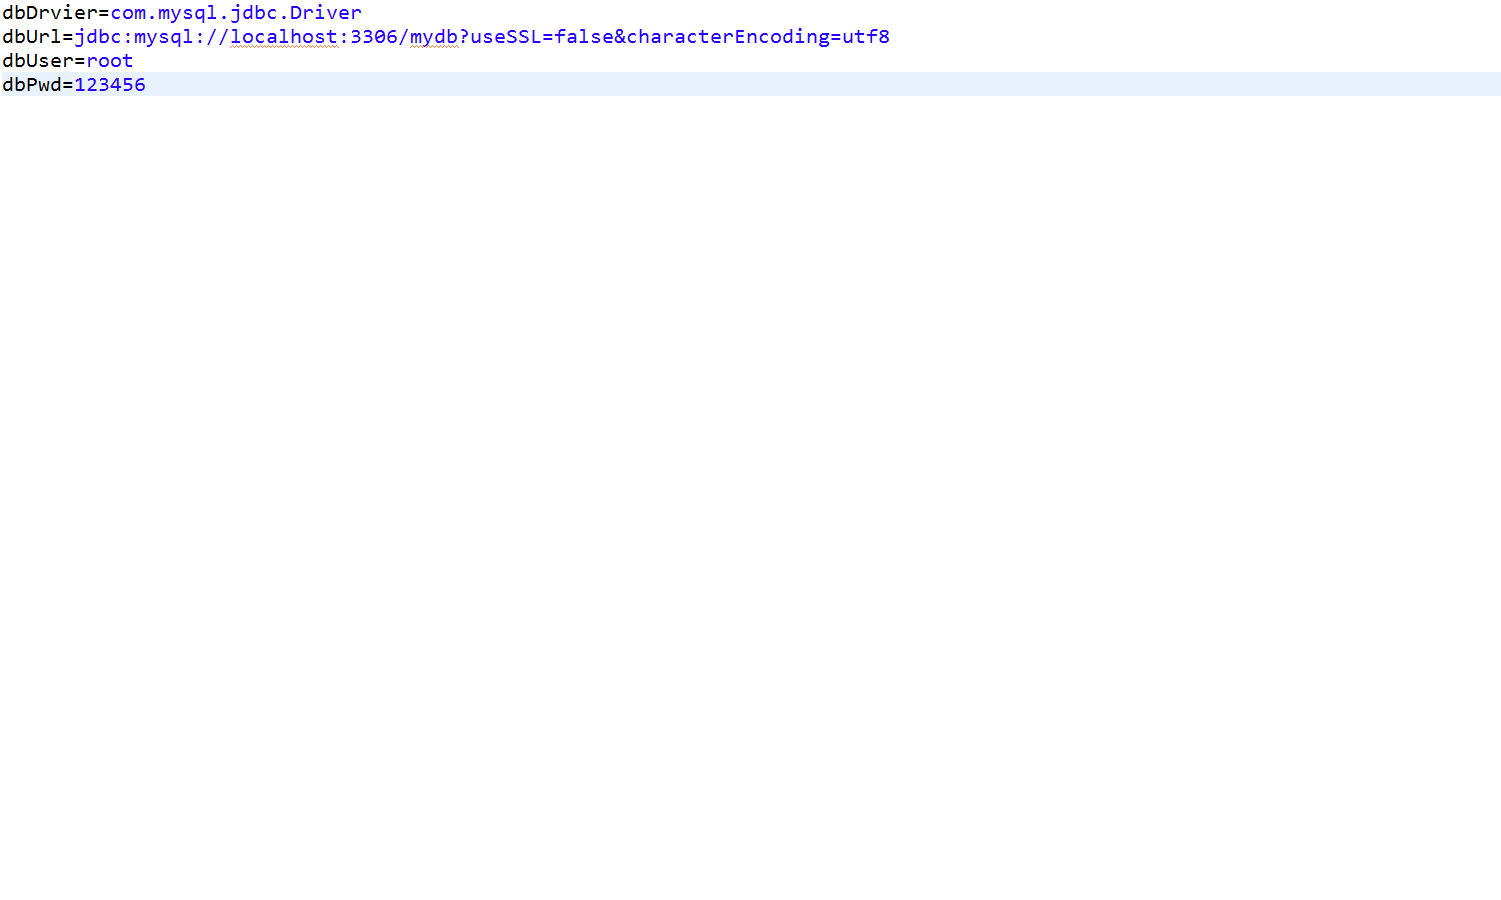 dbDrvier=com.mysql.jdbc.Driver
dbUrl=jdbc:mysql://localhost:3306/mydb?useSSL=false&characterEncoding=utf8
dbUser=root
dbPwd=123456